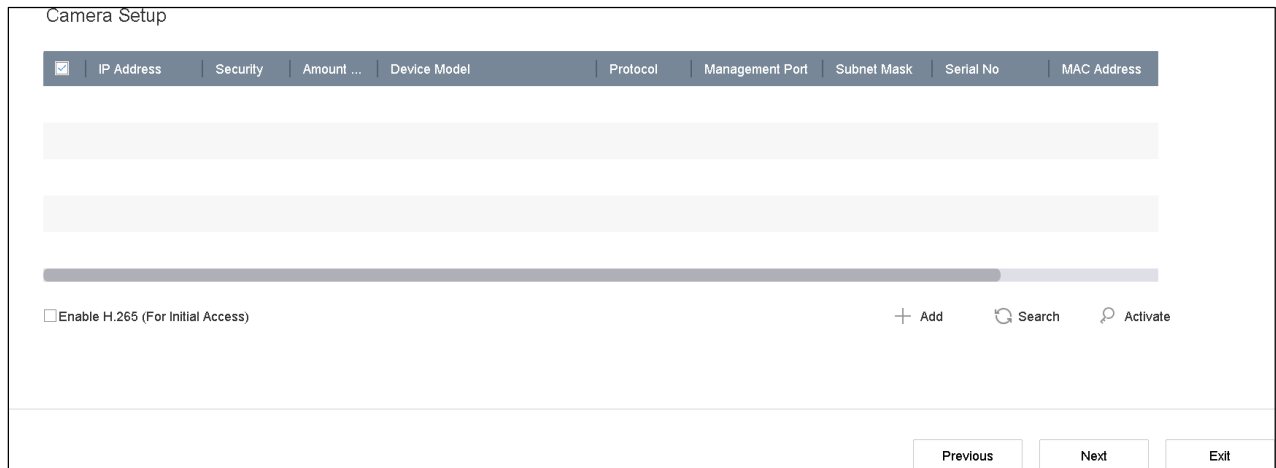 Camera Setup
IP Address Security Amount ... Device Model Protocol Management Port Subnet Mask Serial No MAC Address
Enable H.265 (For Initial Access) Add Search Activate
Previous Next Exit